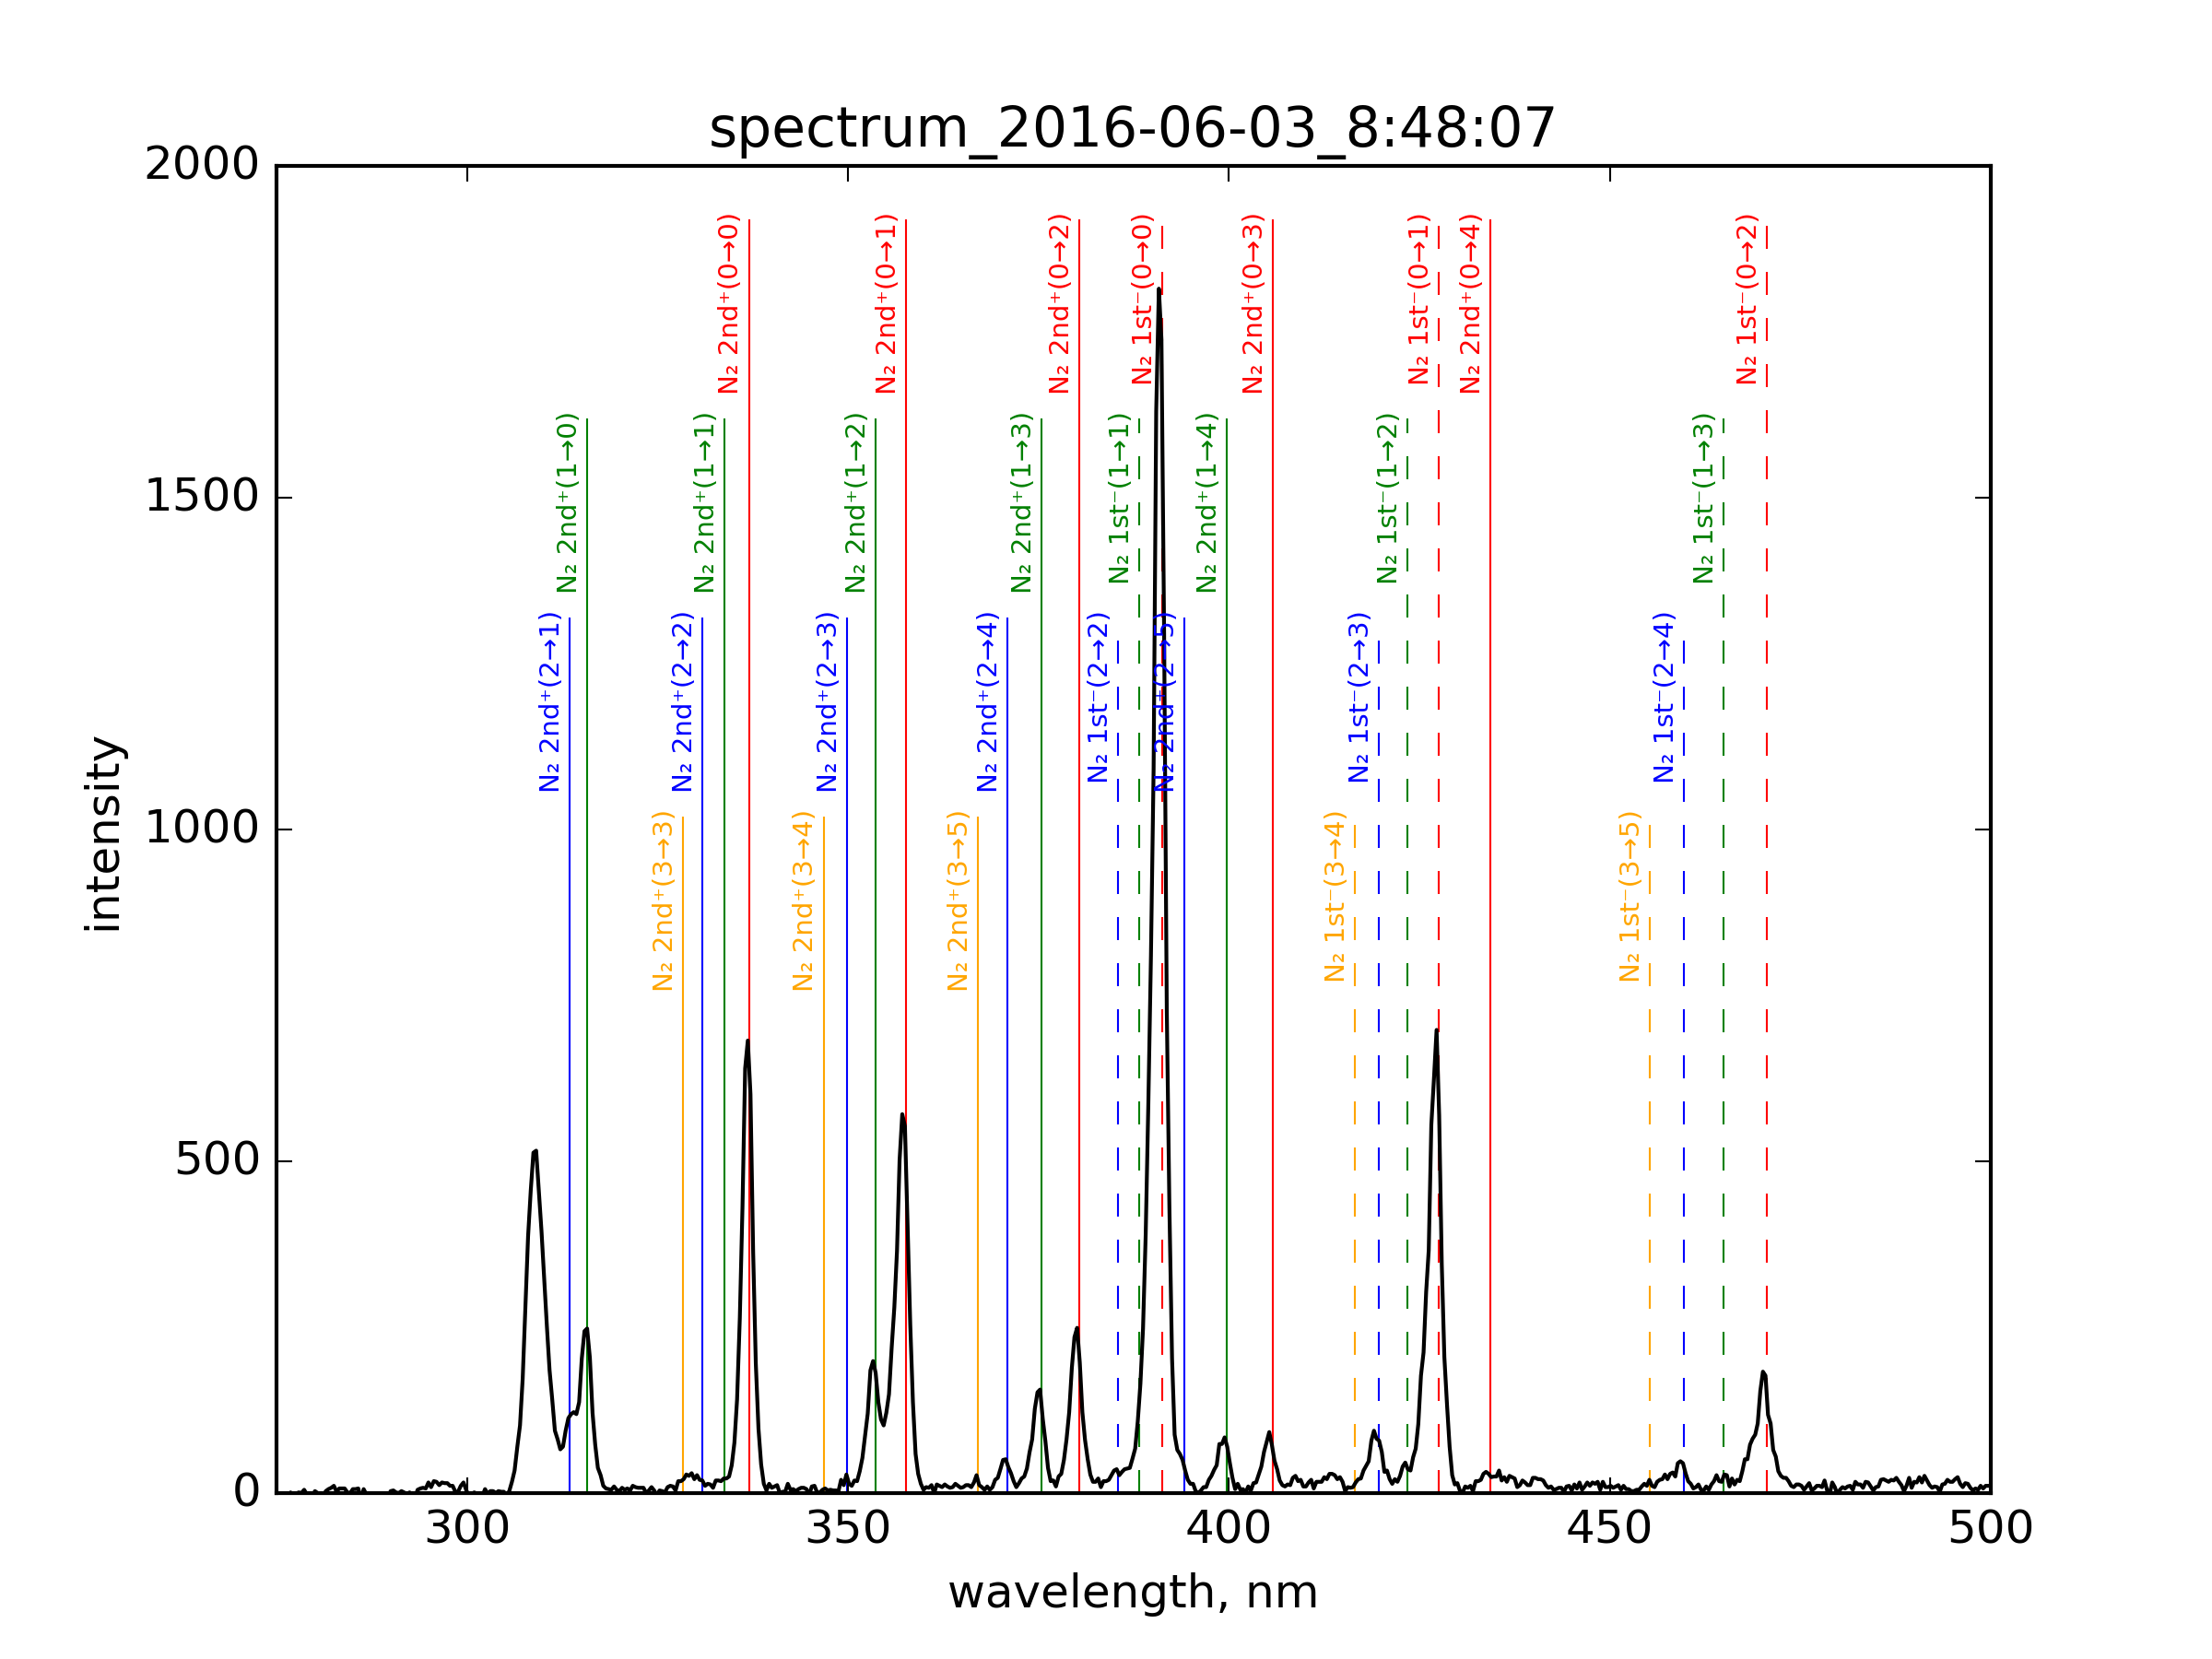 spectrum_2016-06-03_8:48:07
2000
1500
1000
500
0
intensity
N₂ 2nd⁺(0→0)
N₂ 2nd⁺(0→1)
N₂ 2nd⁺(0→2)
N₂ 1st⁻(0→0)
N₂ 2nd⁺(0→3)
N₂ 1st⁻(0→1)
N₂ 2nd⁺(0→4)
N₂ 1st⁻(0→2)
N₂ 2nd⁺(1→0)
N₂ 2nd⁺(1→1)
N₂ 2nd⁺(1→2)
N₂ 2nd⁺(1→3)
N₂ 1st⁻(1→1)
N₂ 2nd⁺(1→4)
N₂ 1st⁻(1→2)
N₂ 1st⁻(1→3)
N₂ 2nd⁺(2→1)
N₂ 2nd⁺(2→2)
N₂ 2nd⁺(2→3)
N₂ 2nd⁺(2→4)
N₂ 1st⁻(2→2)
N₂ 2nd⁺(2→5)
N₂ 1st⁻(2→3)
N₂ 1st⁻(2→4)
N₂ 2nd⁺(3→3)
N₂ 2nd⁺(3→4)
N₂ 2nd⁺(3→5)
N₂ 1st⁻(3→4)
N₂ 1st⁻(3→5)
300
350
400
450
500
wavelength, nm